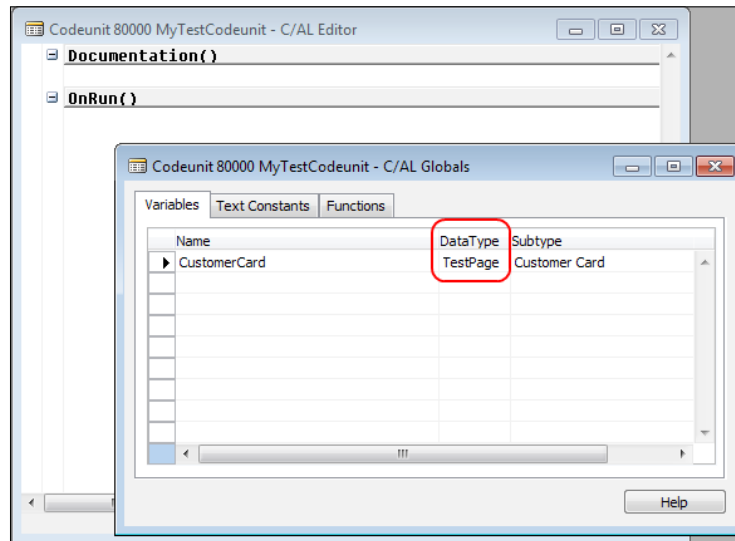 Codeunit 80000 MyTestCodeunit - C/AL Editor
Documentation()
OnRun()
Codeunit 80000 MyTestCodeunit - C/AL Globals
Variables Text Constants Functions
Name DataType Subtype
CustomerCard TestPage Customer Card
Help